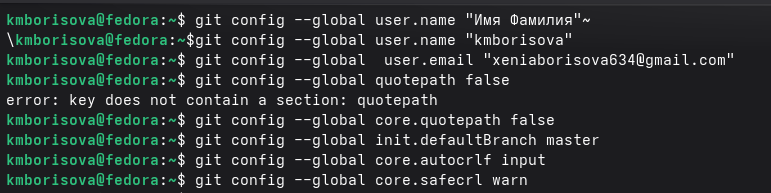 kmborisova@fedora:~$ git config --global user.name "Имя Фамилия"~
\kmborisova@fedora:~$git config --global user.name "kmborisova"
kmborisova@fedora:~$ git config --global  user.email "xeniaborisova634@gmail.com"
kmborisova@fedora:~$ git config --global quotepath false
error: key does not contain a section: quotepath
kmborisova@fedora:~$ git config --global core.quotepath false
kmborisova@fedora:~$ git config --global init.defaultBranch master
kmborisova@fedora:~$ git config --global core.autocrlf input
kmborisova@fedora:~$ git config --global core.safecrl warn